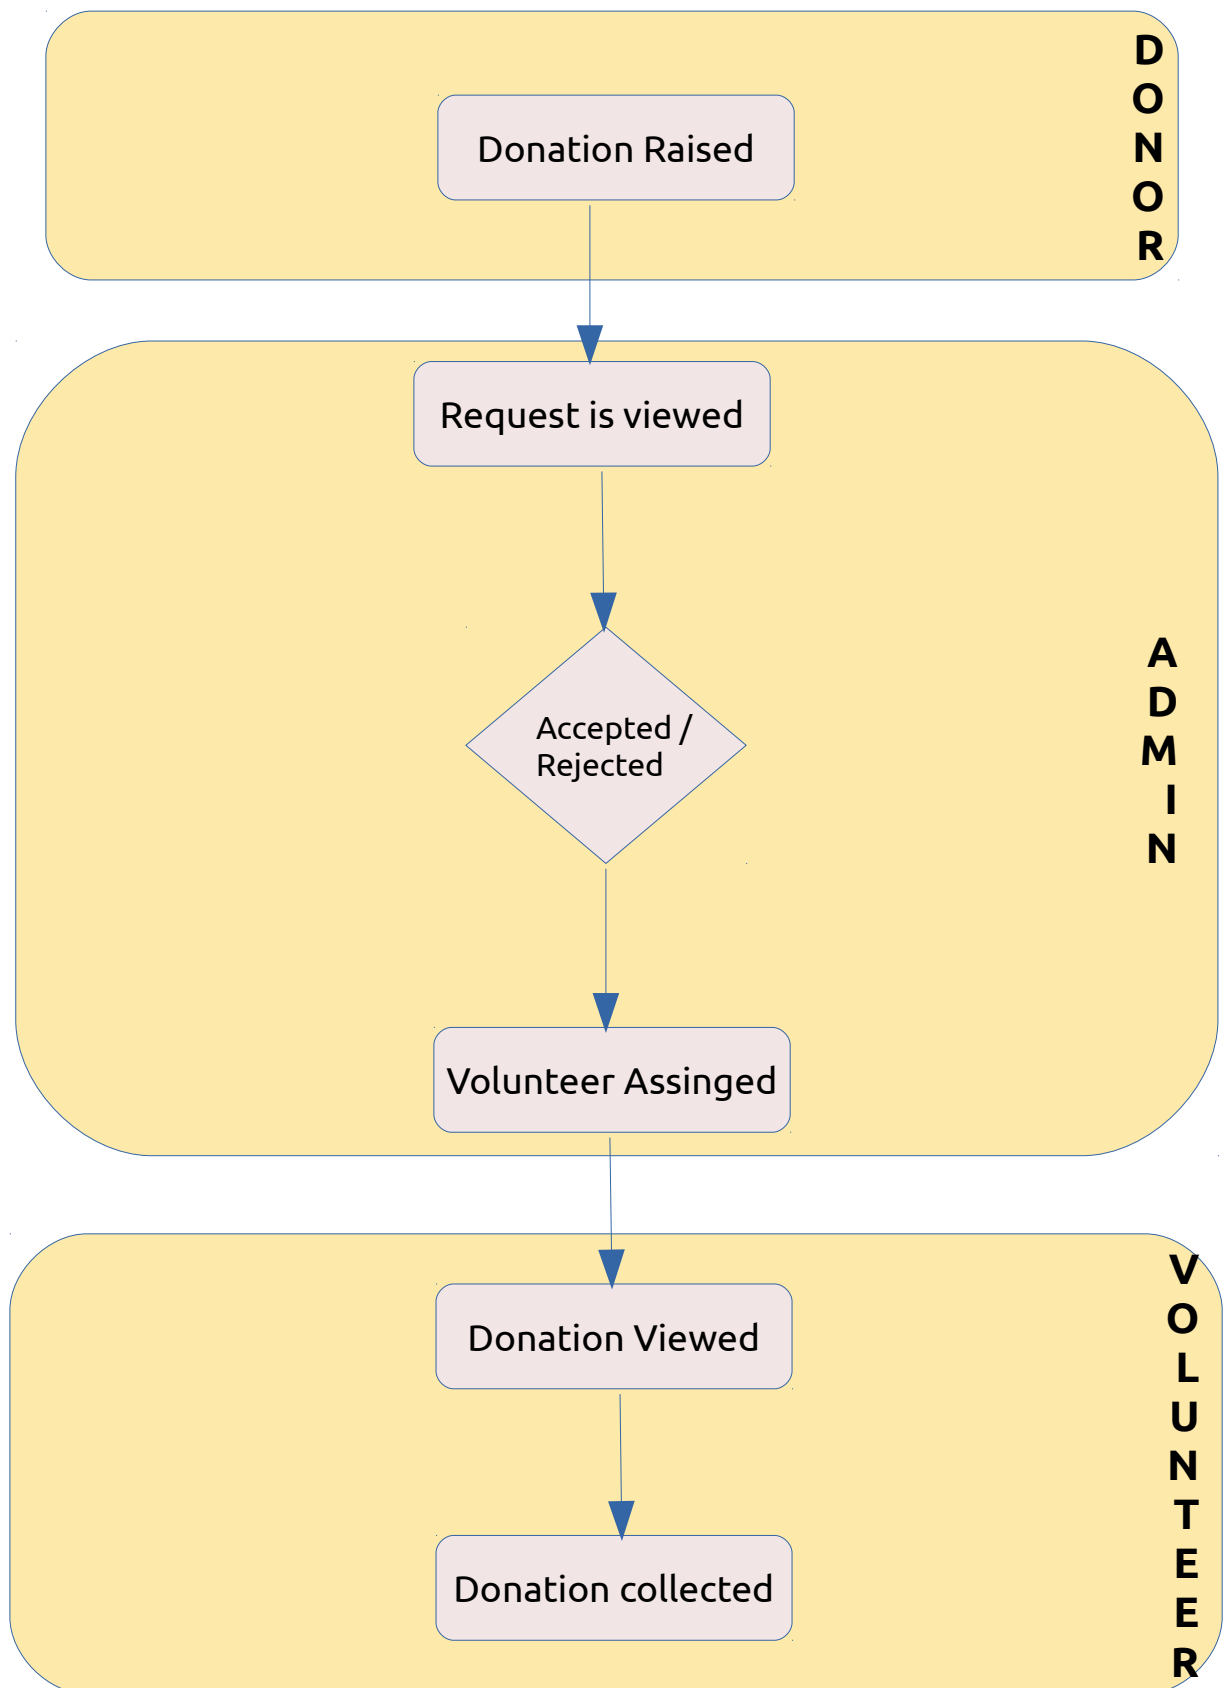 DONOR
Donation Raised
Request is viewed
ADMIN
Accepted /
Rejected
Volunteer Assinged
VOLUNTEER
Donation Viewed
Donation collected